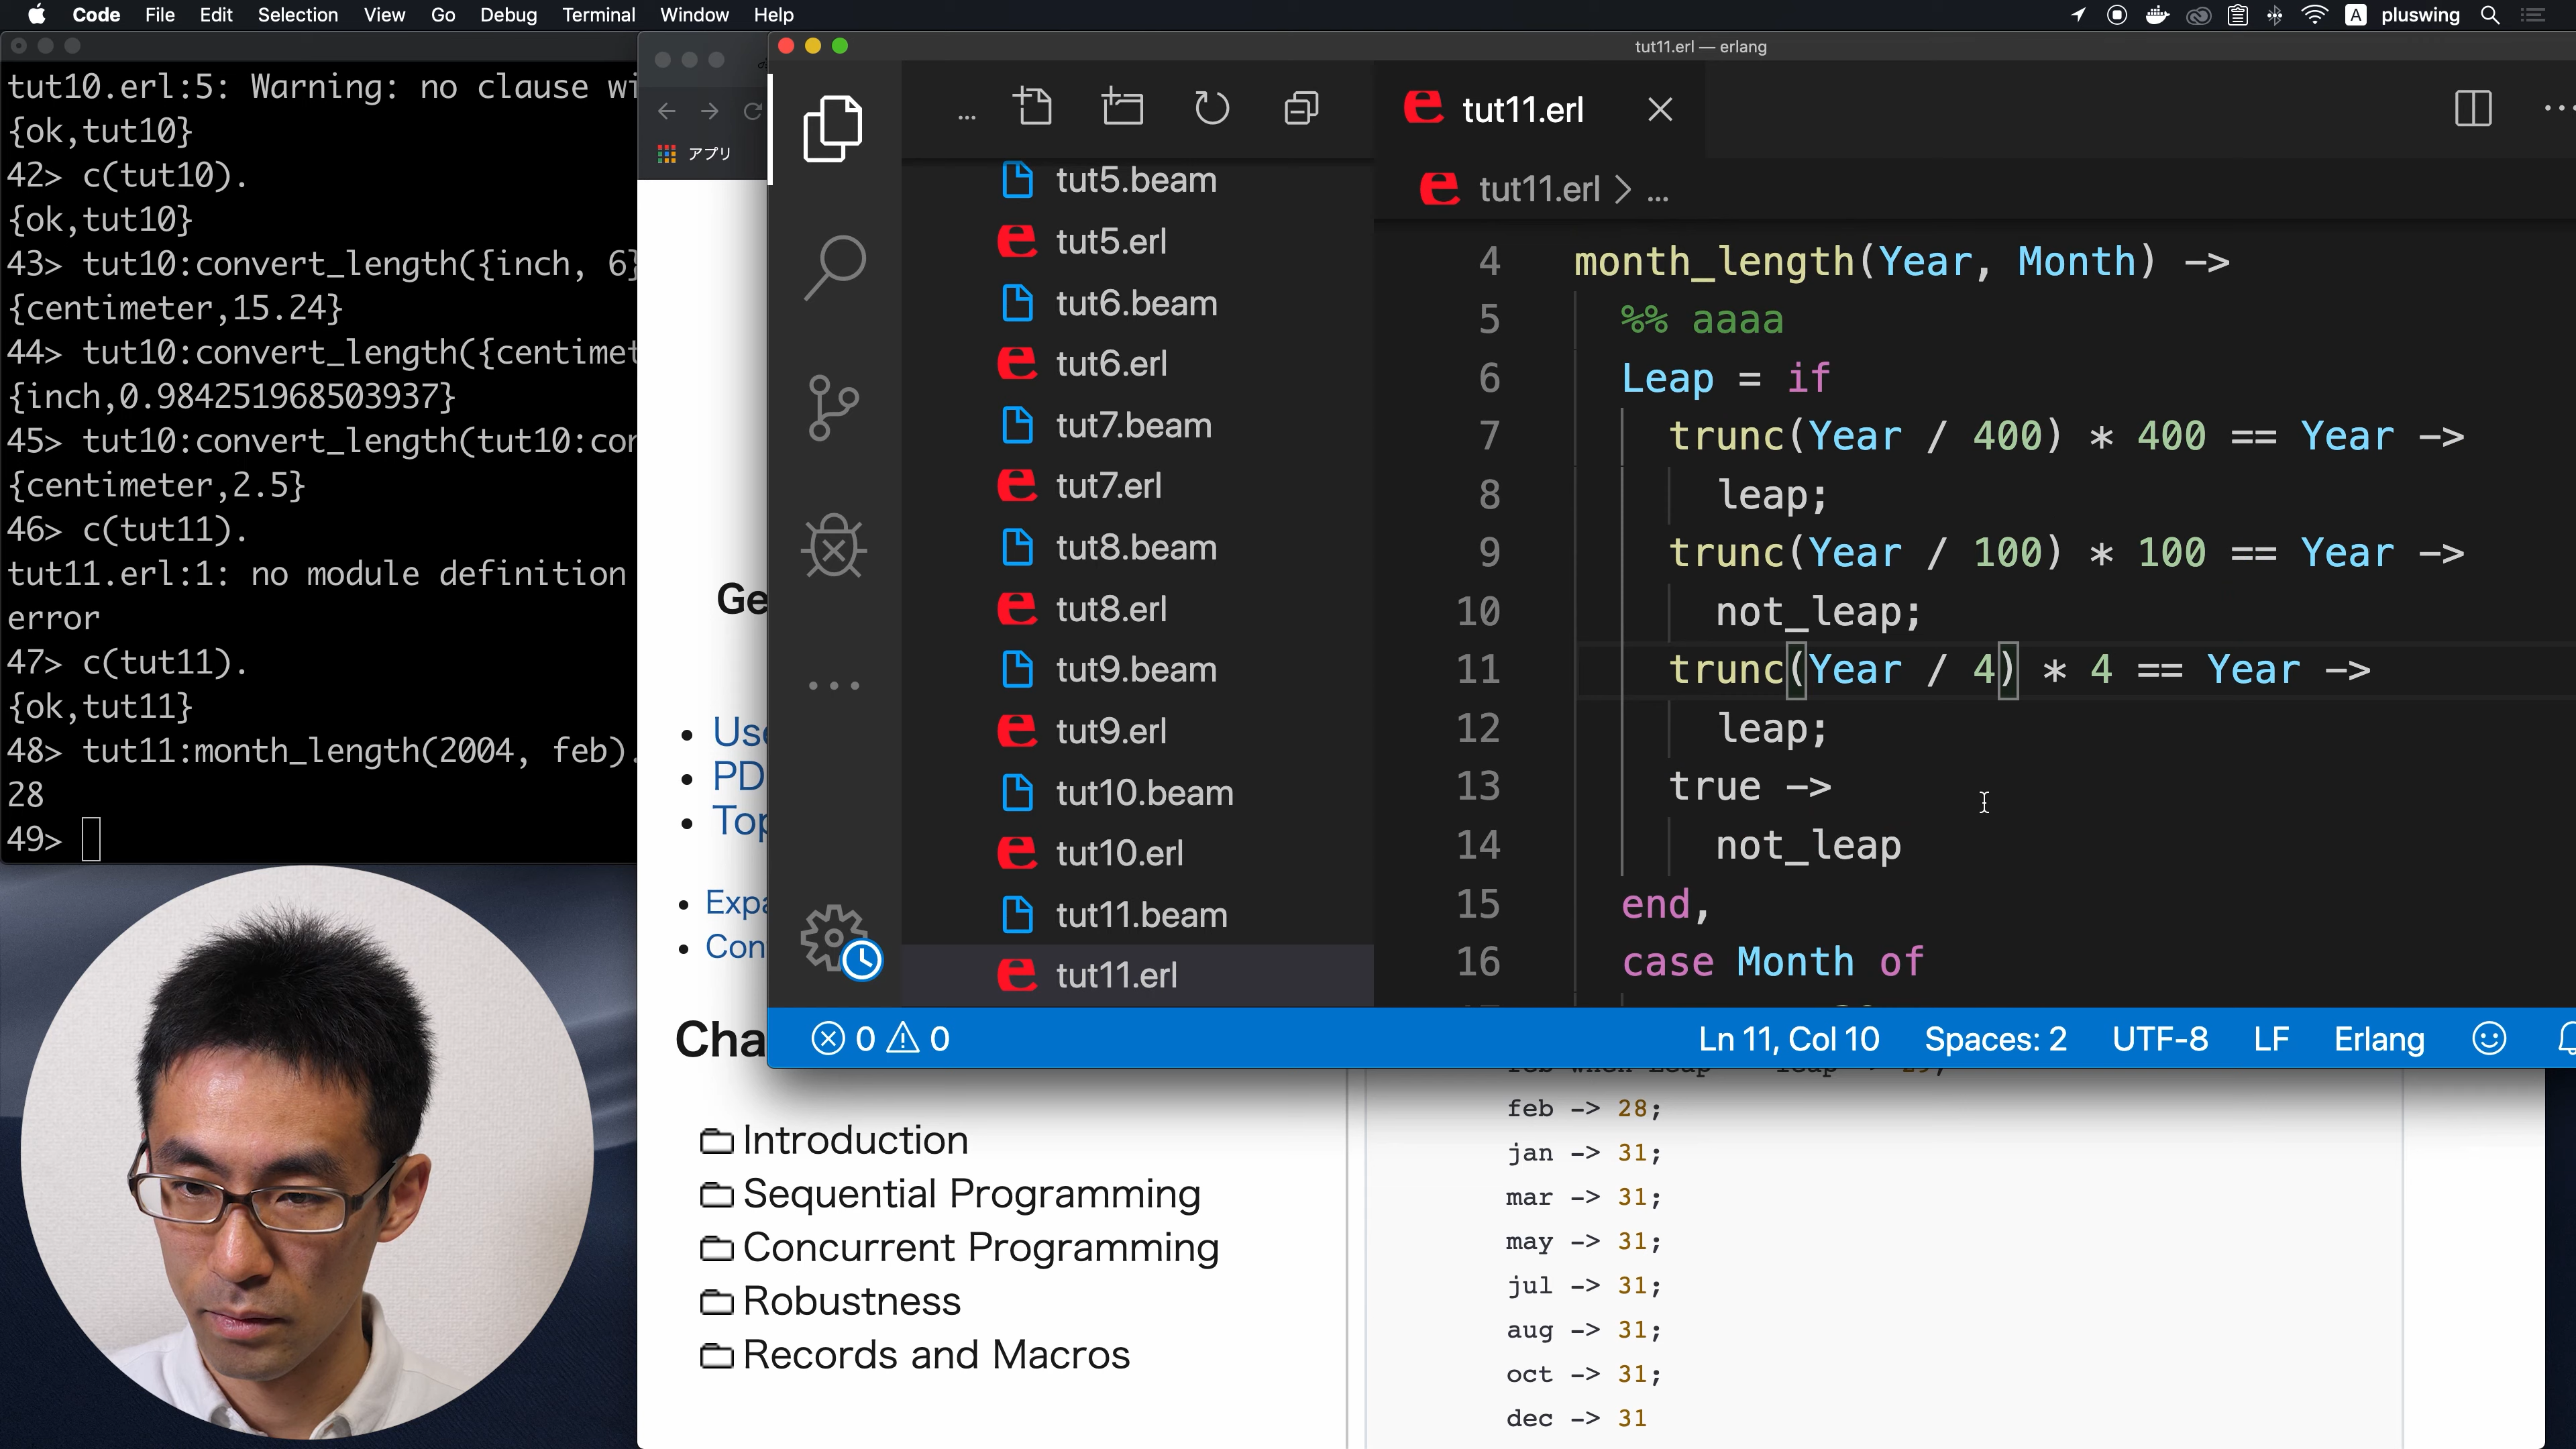 Code File Edit Selection View Go Debug Terminal Window Help A pluswing
tut10.erl:5: Warning: no clause wi
{ok,tut10}
42> c(tut10).
{ok,tut10}
43> tut10:convert_length({inch, 6}
{centimeter,15.24}
44> tut10:convert_length({centimet
{inch,0.984251968503937}
45> tut10:convert_length(tut10:con
{centimeter,2.5}
46> c(tut11).
tut11.erl:1: no module definition
error
47> c(tut11).
{ok,tut11}
48> tut11:month_length(2004, feb).
28
49>
アプリ
Ge
Use
PD
Top
Expa
Con
Cha
Introduction
Sequential Programming
Concurrent Programming
Robustness
Records and Macros
tut11.erl — erlang
...
tut5.beam
tut5.erl
tut6.beam
tut6.erl
tut7.beam
tut7.erl
tut8.beam
tut8.erl
tut9.beam
tut9.erl
tut10.beam
tut10.erl
tut11.beam
tut11.erl
tut11.erl
tut11.erl > ...
4 month_length(Year, Month) ->
5 %% aaaa
6 Leap = if
7 trunc(Year / 400) * 400 == Year ->
8 leap;
9 trunc(Year / 100) * 100 == Year ->
10 not_leap;
11 trunc(Year / 4) * 4 == Year ->
12 leap;
13 true ->
14 not_leap
15 end,
16 case Month of
0 0 Ln 11, Col 10 Spaces: 2 UTF-8 LF Erlang
feb -> 28;
jan -> 31;
mar -> 31;
may -> 31;
jul -> 31;
aug -> 31;
oct -> 31;
dec -> 31